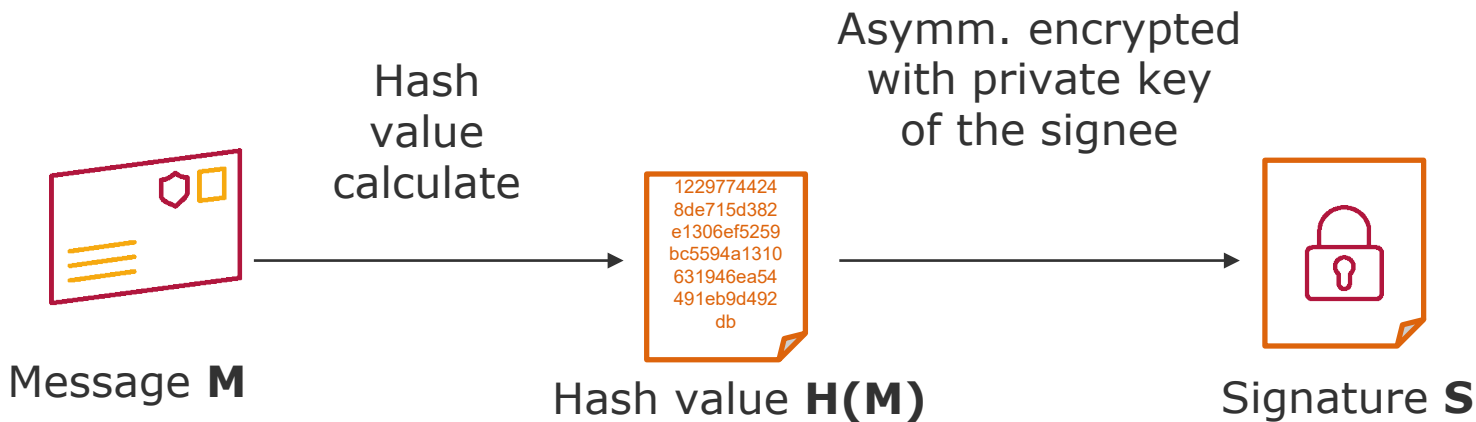 Hash
value
calculate
Asymm. encrypted
with private key
of the signee
1229774424
8de715d382
e1306ef5259
bc5594a1310
631946ea54
491eb9d492
db
Message M
Hash value H(M)
Signature S